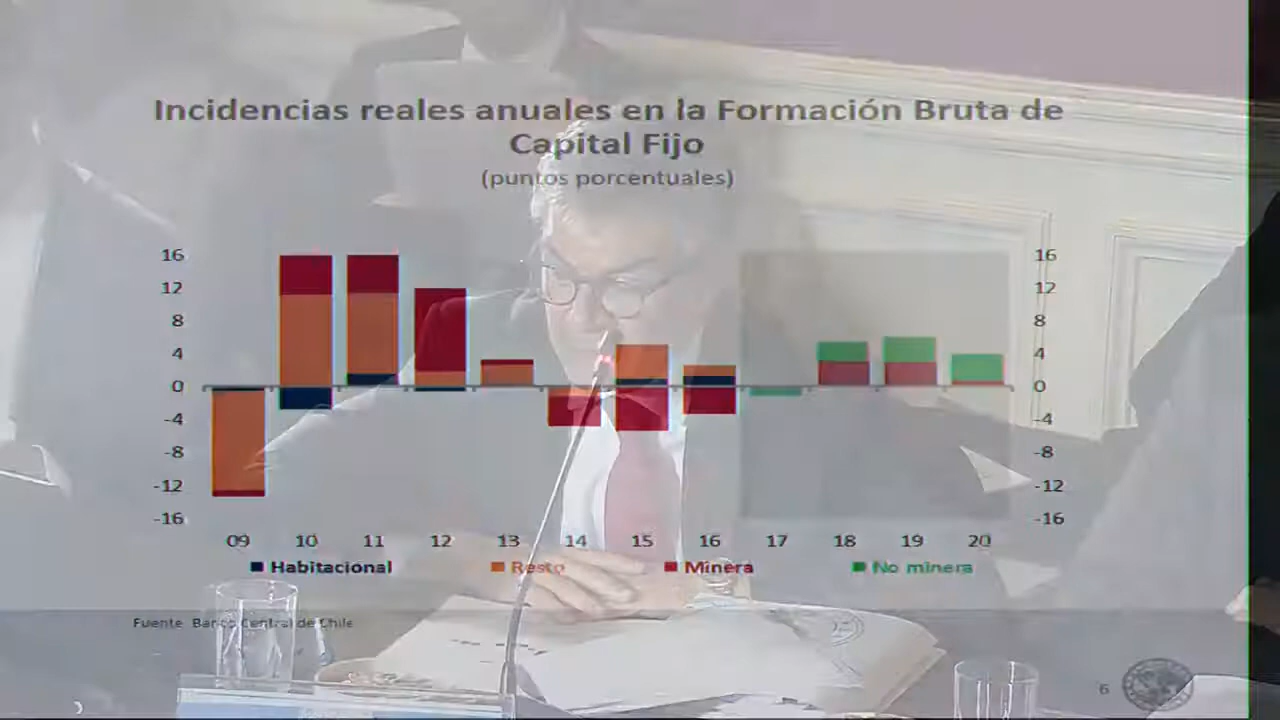 Incidencias reales anuales en la Formación Bruta de
Capital Fijo
(puntos porcentuales)
16 16
12 12
8 8
4 4
0 0
-4 -4
-8 -8
-12 -12
-16 -16
09 10 11 12 13 14 15 16 17 18 19 20
Habitacional Resto Minera No minera
Fuente Banco Central de Chile
6